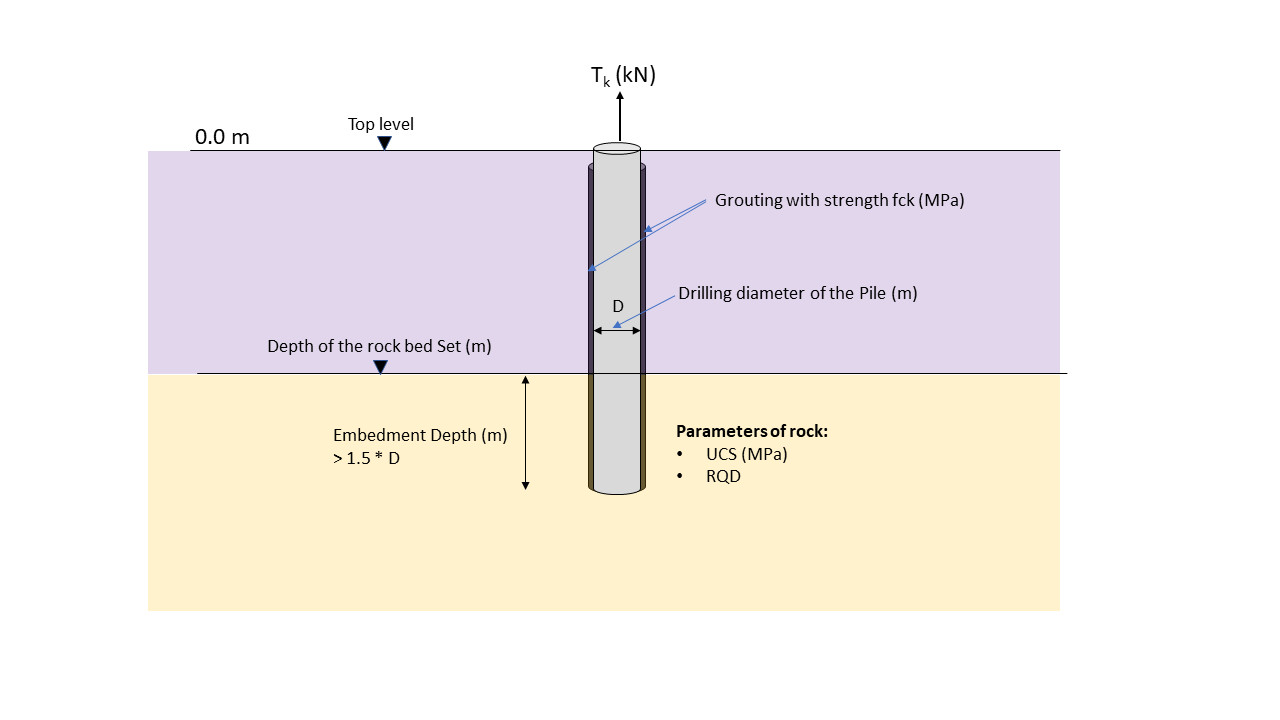 Tk (kN)
Top level
0.0 m
Grouting with strength fck (MPa)
Drilling diameter of the Pile (m)
D
Depth of the rock bed Set (m)
Embedment Depth (m)
> 1.5 * D
Parameters of rock:
• UCS (MPa)
• RQD